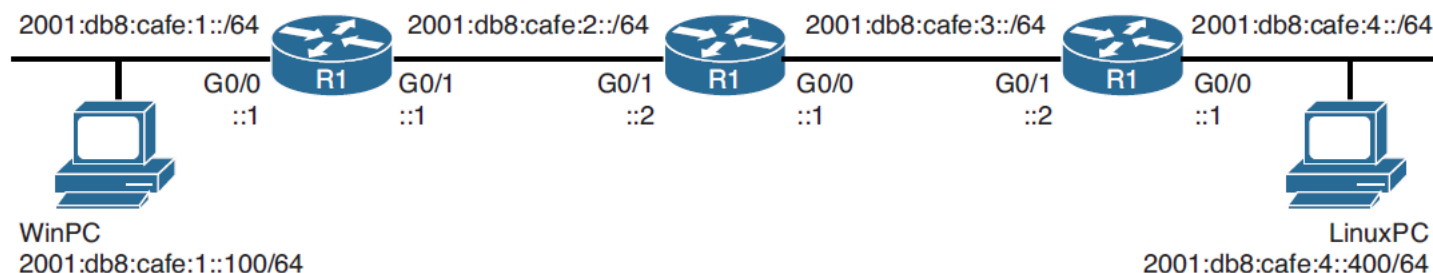 2001:db8:cafe:1::/64 2001:db8:cafe:2::/64 2001:db8:cafe:3::/64 2001:db8:cafe:4::/64
R1 R1 R1
G0/0 G0/1 G0/1 G0/0 G0/1 G0/0
::1 ::1 ::2 ::1 ::2 ::1
WinPC LinuxPC
2001:db8:cafe:1::100/64 2001:db8:cafe:4::400/64